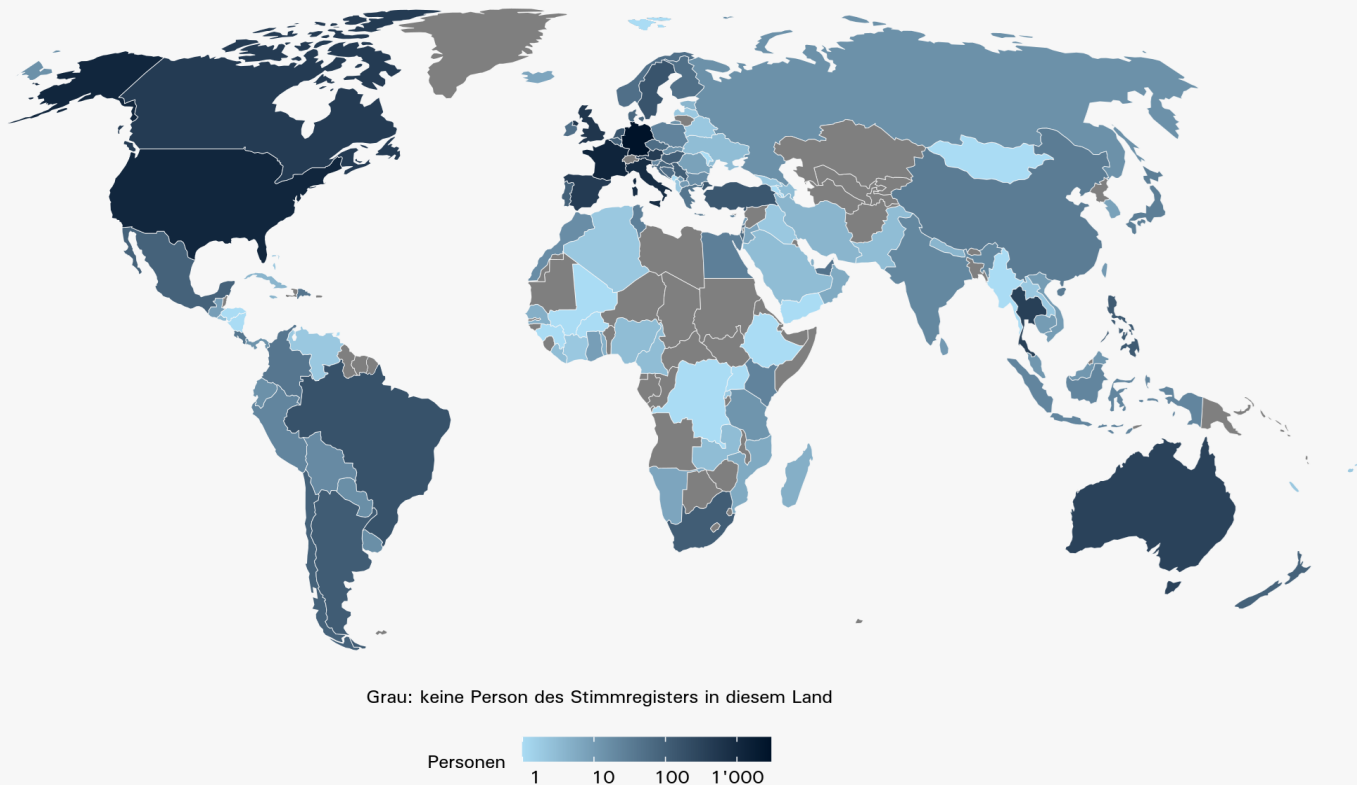 Grau: keine Person des Stimmregisters in diesem Land
Personen
1 10 100 1'000